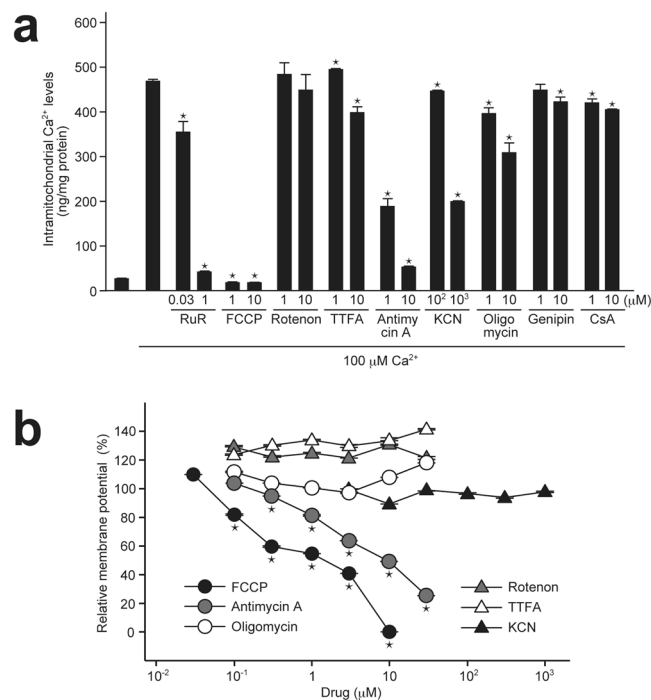 a
Intramitochondrial Ca²⁺ levels
(ng/mg protein)
600
500
400
300
200
100
0
★ ★ ★ ★ ★ ★ ★ ★ ★ ★ ★ ★ ★ ★ ★ ★
0.03 1 1 10 1 10 1 10 1 10 10² 10³ 1 10 1 10 1 10 (μM)
RuR FCCP Rotenon TTFA Antimy KCN Oligo Genipin CsA
cin A mycin
100 μM Ca²⁺
b
Relative membrane potential (%)
140
120
100
80
60
40
20
0
FCCP
Antimycin A
Oligomycin
Rotenon
TTFA
KCN
10⁻² 10⁻¹ 1 10 10² 10³
Drug (μM)